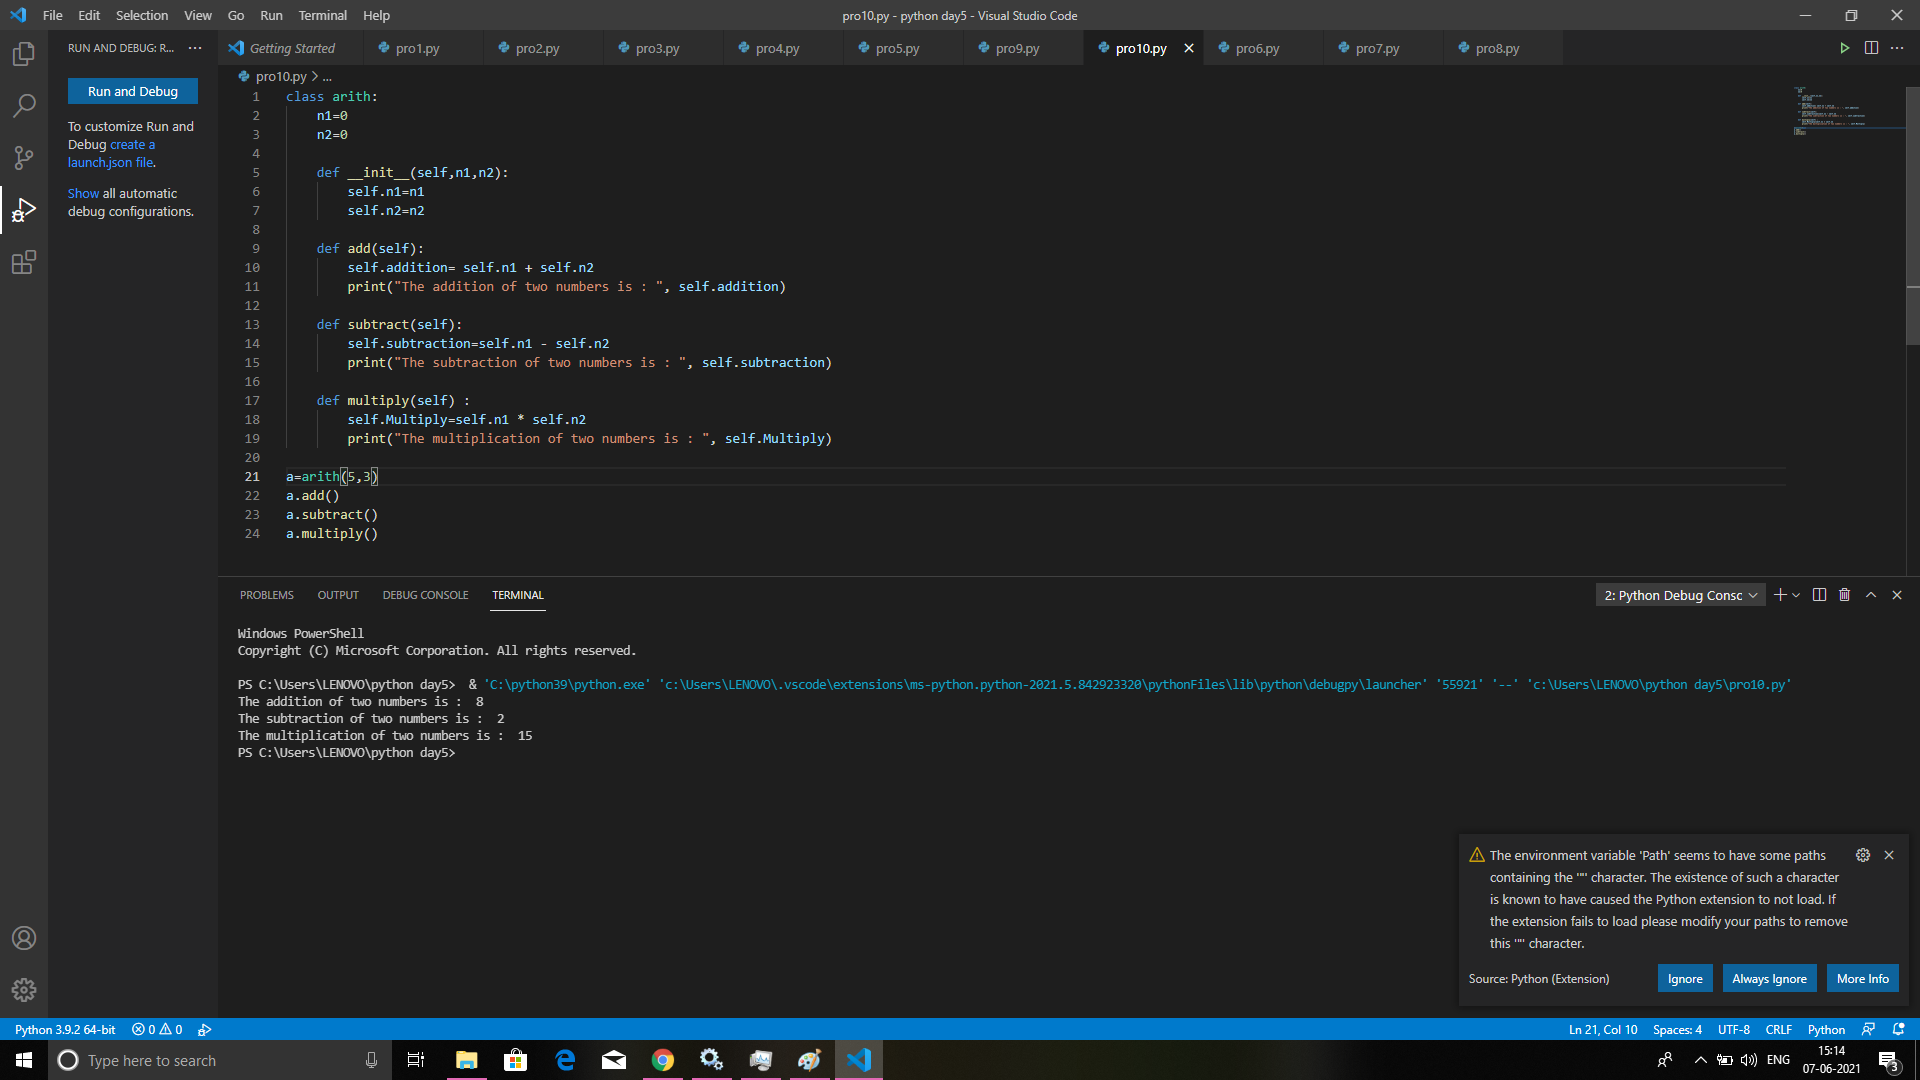 File Edit Selection View Go Run Terminal Help
pro10.py - python day5 - Visual Studio Code
RUN AND DEBUG: R... ···
Getting Started pro1.py pro2.py pro3.py pro4.py pro5.py pro9.py pro10.py pro6.py pro7.py pro8.py
Run and Debug
To customize Run and
Debug create a
launch.json file.
Show all automatic
debug configurations.
pro10.py > ...
1 class arith:
2 n1=0
3 n2=0
4
5 def __init__(self,n1,n2):
6 self.n1=n1
7 self.n2=n2
8
9 def add(self):
10 self.addition= self.n1 + self.n2
11 print("The addition of two numbers is : ", self.addition)
12
13 def subtract(self):
14 self.subtraction=self.n1 - self.n2
15 print("The subtraction of two numbers is : ", self.subtraction)
16
17 def multiply(self) :
18 self.Multiply=self.n1 * self.n2
19 print("The multiplication of two numbers is : ", self.Multiply)
20
21 a=arith(5,3)
22 a.add()
23 a.subtract()
24 a.multiply()
PROBLEMS OUTPUT DEBUG CONSOLE TERMINAL
2: Python Debug Consc
Windows PowerShell
Copyright (C) Microsoft Corporation. All rights reserved.
PS C:\Users\LENOVO\python day5> & 'C:\python39\python.exe' 'c:\Users\LENOVO\.vscode\extensions\ms-python.python-2021.5.842923320\pythonFiles\lib\python\debugpy\launcher' '55921' '--' 'c:\Users\LENOVO\python day5\pro10.py'
The addition of two numbers is :  8
The subtraction of two numbers is :  2
The multiplication of two numbers is :  15
PS C:\Users\LENOVO\python day5>
The environment variable 'Path' seems to have some paths
containing the '"' character. The existence of such a character
is known to have caused the Python extension to not load. If
the extension fails to load please modify your paths to remove
this '"' character.
Source: Python (Extension)
Ignore Always Ignore More Info
Python 3.9.2 64-bit 0 0
Ln 21, Col 10 Spaces: 4 UTF-8 CRLF Python
Type here to search
ENG
15:14
07-06-2021
3